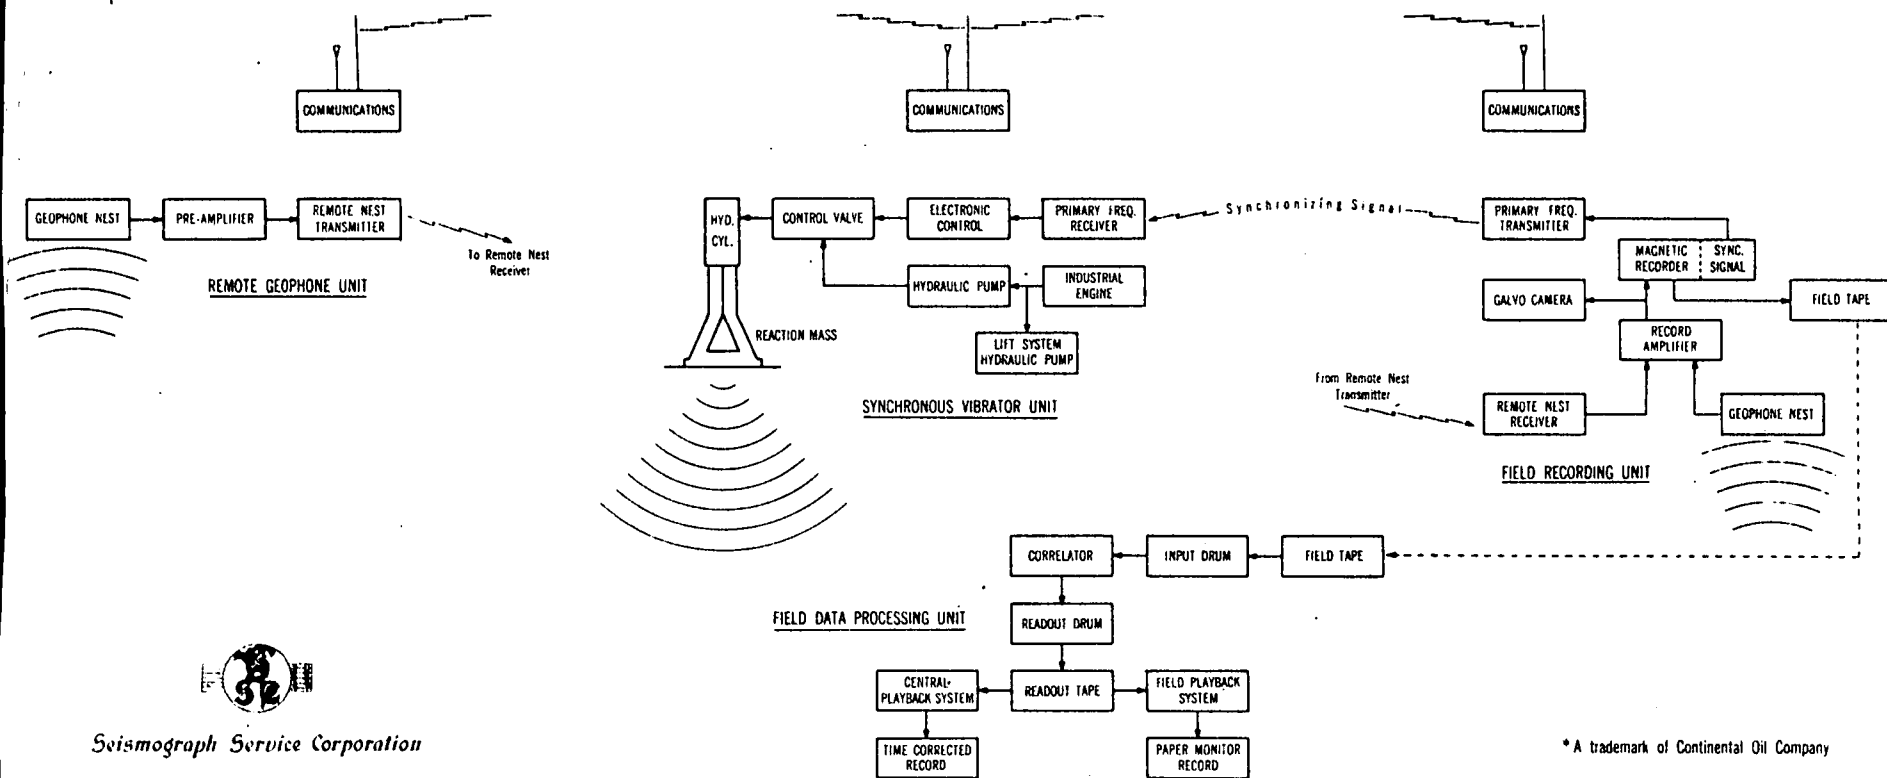 COMMUNICATIONS
COMMUNICATIONS
COMMUNICATIONS
GEOPHONE NEST
PRE-AMPLIFIER
REMOTE NEST
TRANSMITTER
To Remote Nest
Receiver
REMOTE GEOPHONE UNIT
HYD.
CYL.
CONTROL VALVE
ELECTRONIC
CONTROL
PRIMARY FREQ.
RECEIVER
Synchronizing Signal
HYDRAULIC PUMP
INDUSTRIAL
ENGINE
REACTION MASS
LIFT SYSTEM
HYDRAULIC PUMP
SYNCHRONOUS VIBRATOR UNIT
PRIMARY FREQ.
TRANSMITTER
MAGNETIC
RECORDER
SYNC.
SIGNAL
GALVO CAMERA
FIELD TAPE
RECORD
AMPLIFIER
From Remote Nest
Transmitter
REMOTE NEST
RECEIVER
GEOPHONE NEST
FIELD RECORDING UNIT
CORRELATOR
INPUT DRUM
FIELD TAPE
FIELD DATA PROCESSING UNIT
READOUT DRUM
CENTRAL
PLAYBACK SYSTEM
READOUT TAPE
FIELD PLAYBACK
SYSTEM
TIME CORRECTED
RECORD
PAPER MONITOR
RECORD
Seismograph Service Corporation
* A trademark of Continental Oil Company